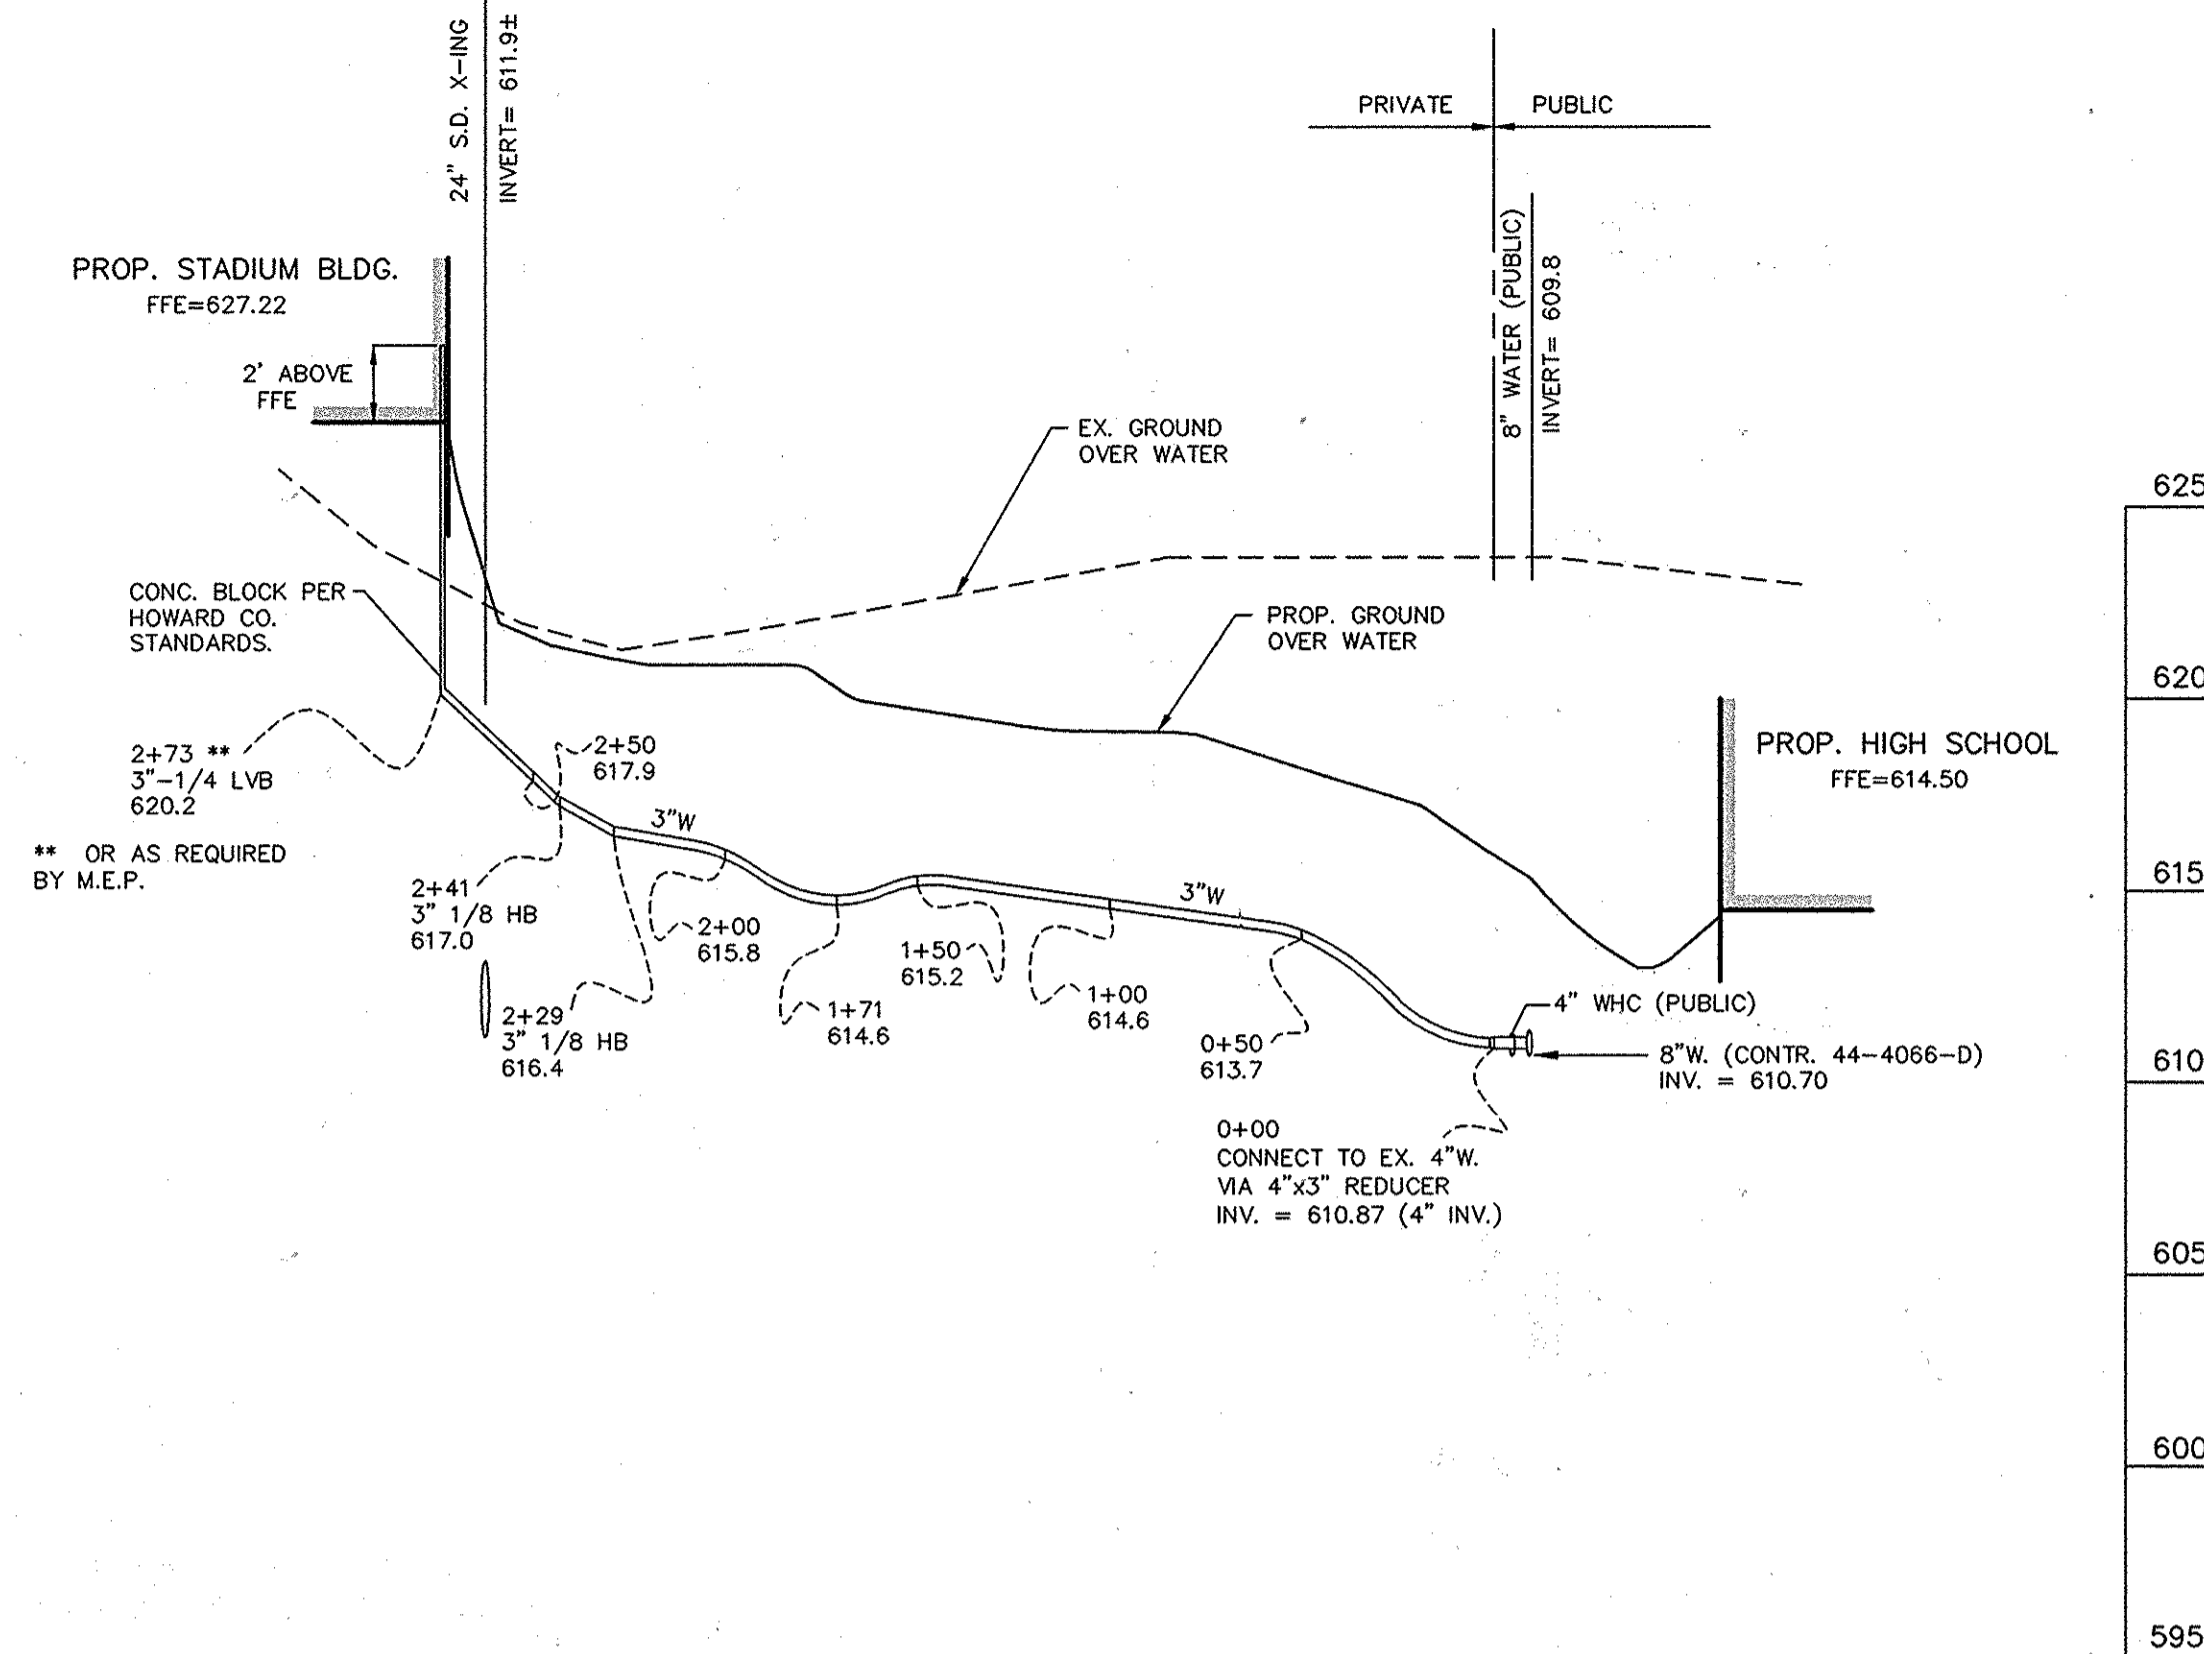 24" S.D. X-ING
INVERT= 611.9±
PRIVATE
PUBLIC
8" WATER (PUBLIC)
INVERT= 609.8
PROP. STADIUM BLDG.
FFE=627.22
2' ABOVE
FFE
EX. GROUND
OVER WATER
625
CONC. BLOCK PER
HOWARD CO.
STANDARDS.
PROP. GROUND
OVER WATER
620
2+73 **
3"-1/4 LVB
620.2
2+50
617.9
PROP. HIGH SCHOOL
FFE=614.50
** OR AS REQUIRED
BY M.E.P.
3"W
2+41
3" 1/8 HB
617.0
3"W
615
2+00
615.8
1+50
615.2
2+29
3" 1/8 HB
616.4
1+71
614.6
1+00
614.6
0+50
613.7
4" WHC (PUBLIC)
8"W. (CONTR. 44-4066-D)
INV. = 610.70
610
0+00
CONNECT TO EX. 4"W.
VIA 4"x3" REDUCER
INV. = 610.87 (4" INV.)
605
600
595